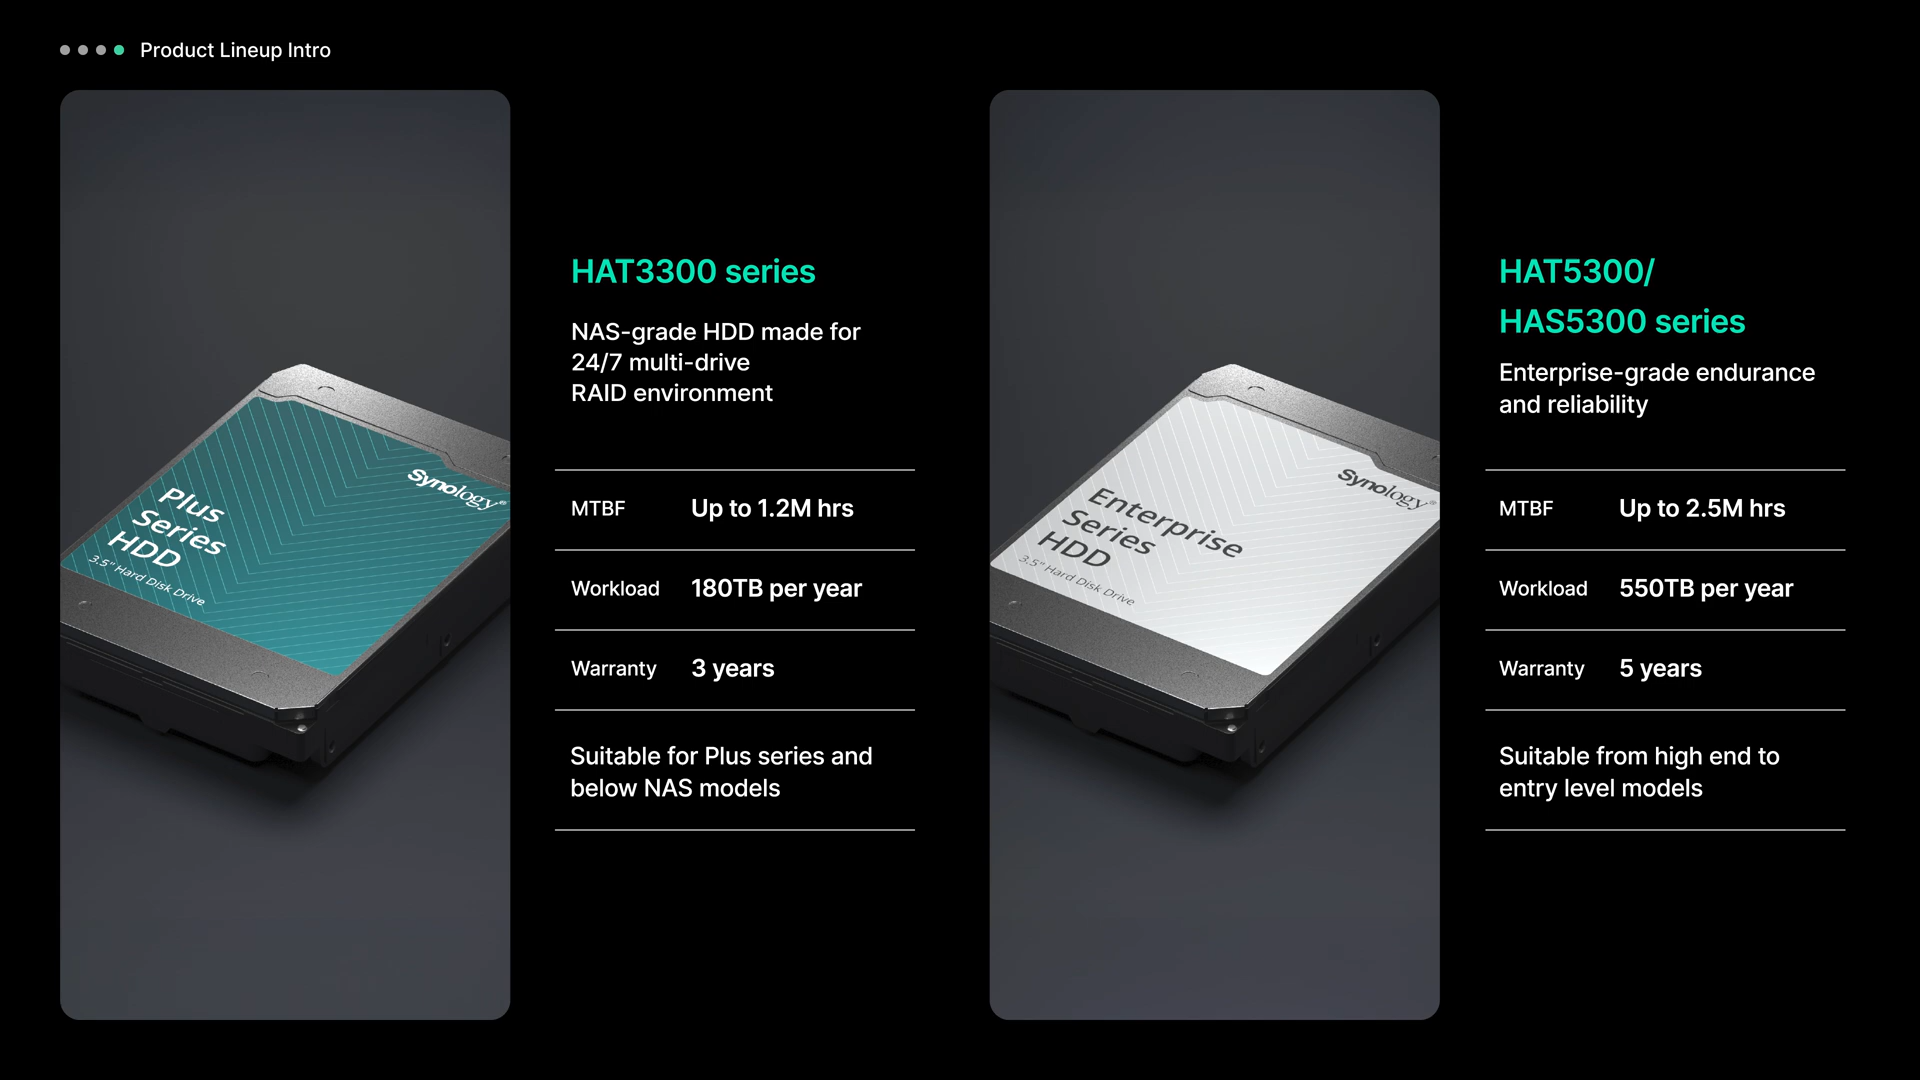 Product Lineup Intro
Synology®
Plus
Series
HDD
3.5" Hard Disk Drive
HAT3300 series
NAS-grade HDD made for
24/7 multi-drive
RAID environment
MTBF Up to 1.2M hrs
Workload 180TB per year
Warranty 3 years
Suitable for Plus series and
below NAS models
Synology®
Enterprise
Series
HDD
3.5" Hard Disk Drive
HAT5300/
HAS5300 series
Enterprise-grade endurance
and reliability
MTBF Up to 2.5M hrs
Workload 550TB per year
Warranty 5 years
Suitable from high end to
entry level models